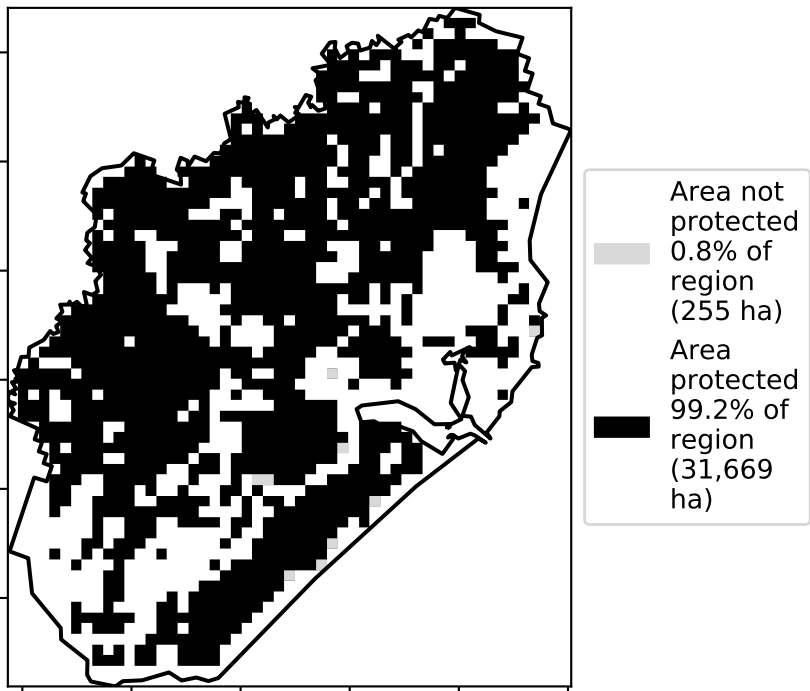 Area not
protected
0.8% of
region
(255 ha)
Area
protected
99.2% of
region
(31,669
ha)